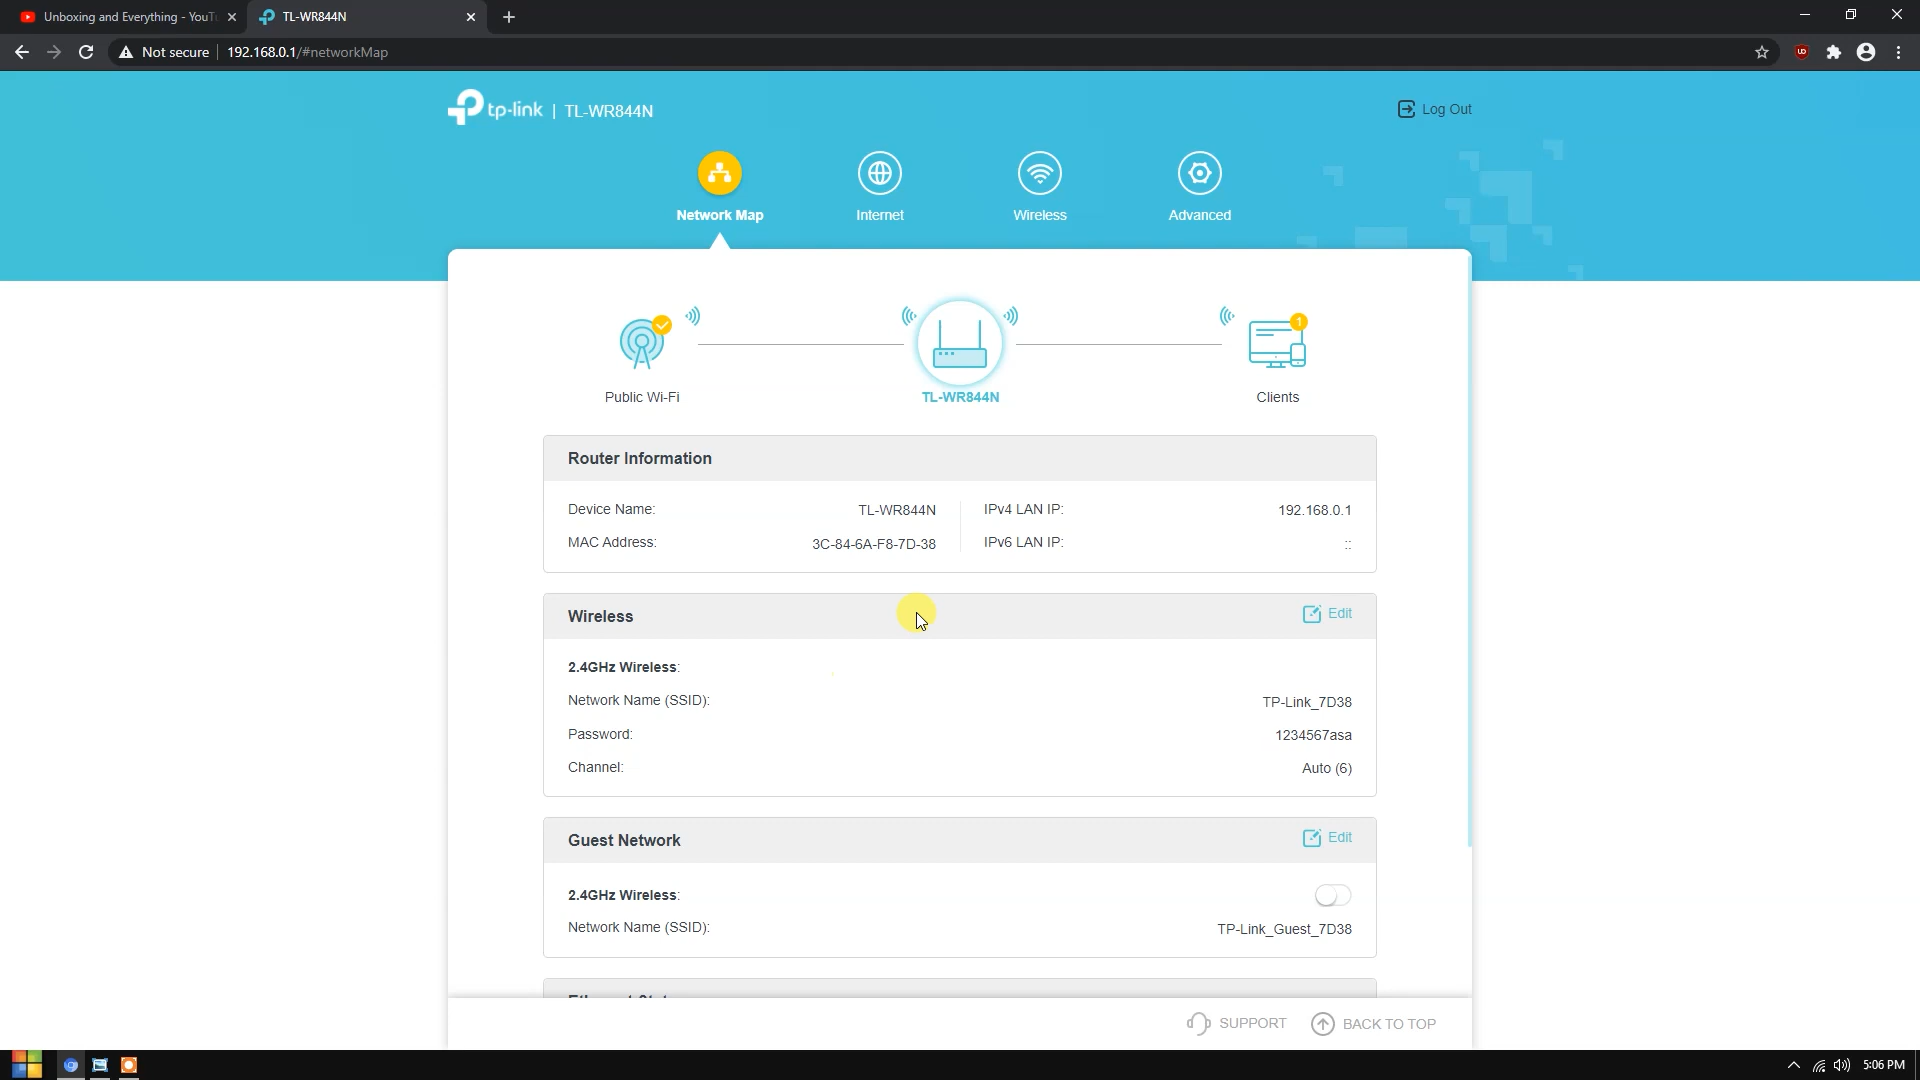 Unboxing and Everything - YouTu
TL-WR844N
Not secure
192.168.0.1/#networkMap
tp-link | TL-WR844N
Log Out
Network Map
Internet
Wireless
Advanced
1
Public Wi-Fi
TL-WR844N
Clients
Router Information
Device Name: TL-WR844N
IPv4 LAN IP: 192.168.0.1
MAC Address: 3C-84-6A-F8-7D-38
IPv6 LAN IP: ::
Wireless
Edit
2.4GHz Wireless:
Network Name (SSID): TP-Link_7D38
Password: 1234567asa
Channel: Auto (6)
Guest Network
Edit
2.4GHz Wireless:
Network Name (SSID): TP-Link_Guest_7D38
SUPPORT
BACK TO TOP
5:06 PM